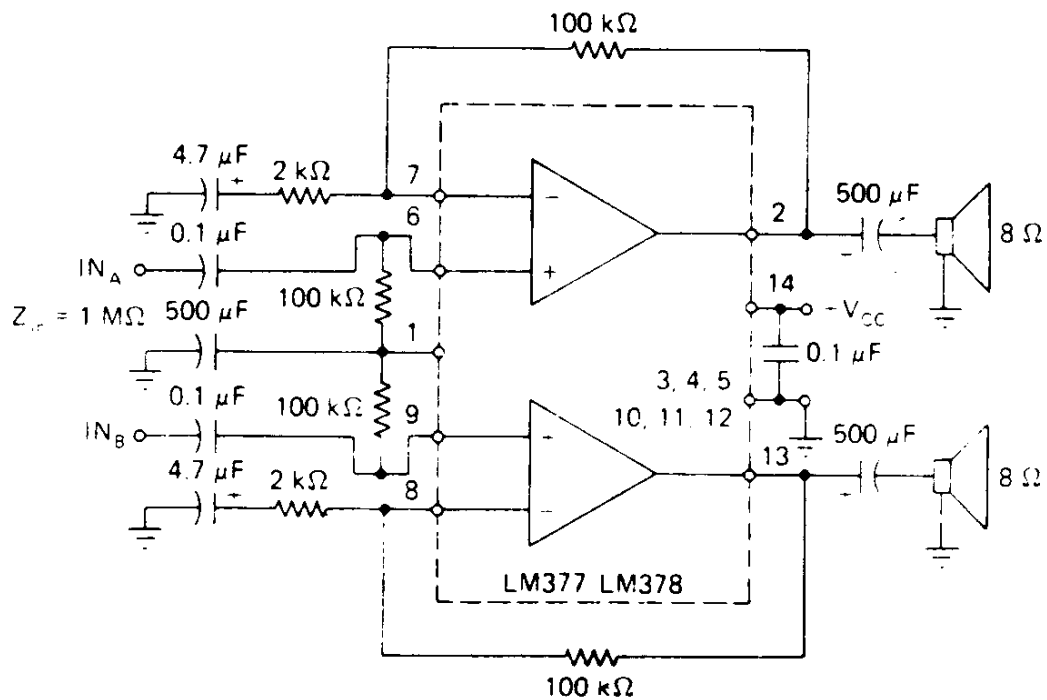 100 kΩ
4.7 µF
+
2 kΩ
7
6
−
+
2
500 µF
−
8 Ω
0.1 µF
IN_A
100 kΩ
14
− V_CC
Z = 1 MΩ
500 µF
1
0.1 µF
3, 4, 5
10, 11, 12
0.1 µF
100 kΩ
9
IN_B
+
−
13
500 µF
+
8 Ω
4.7 µF
+
2 kΩ
8
LM377 LM378
100 kΩ